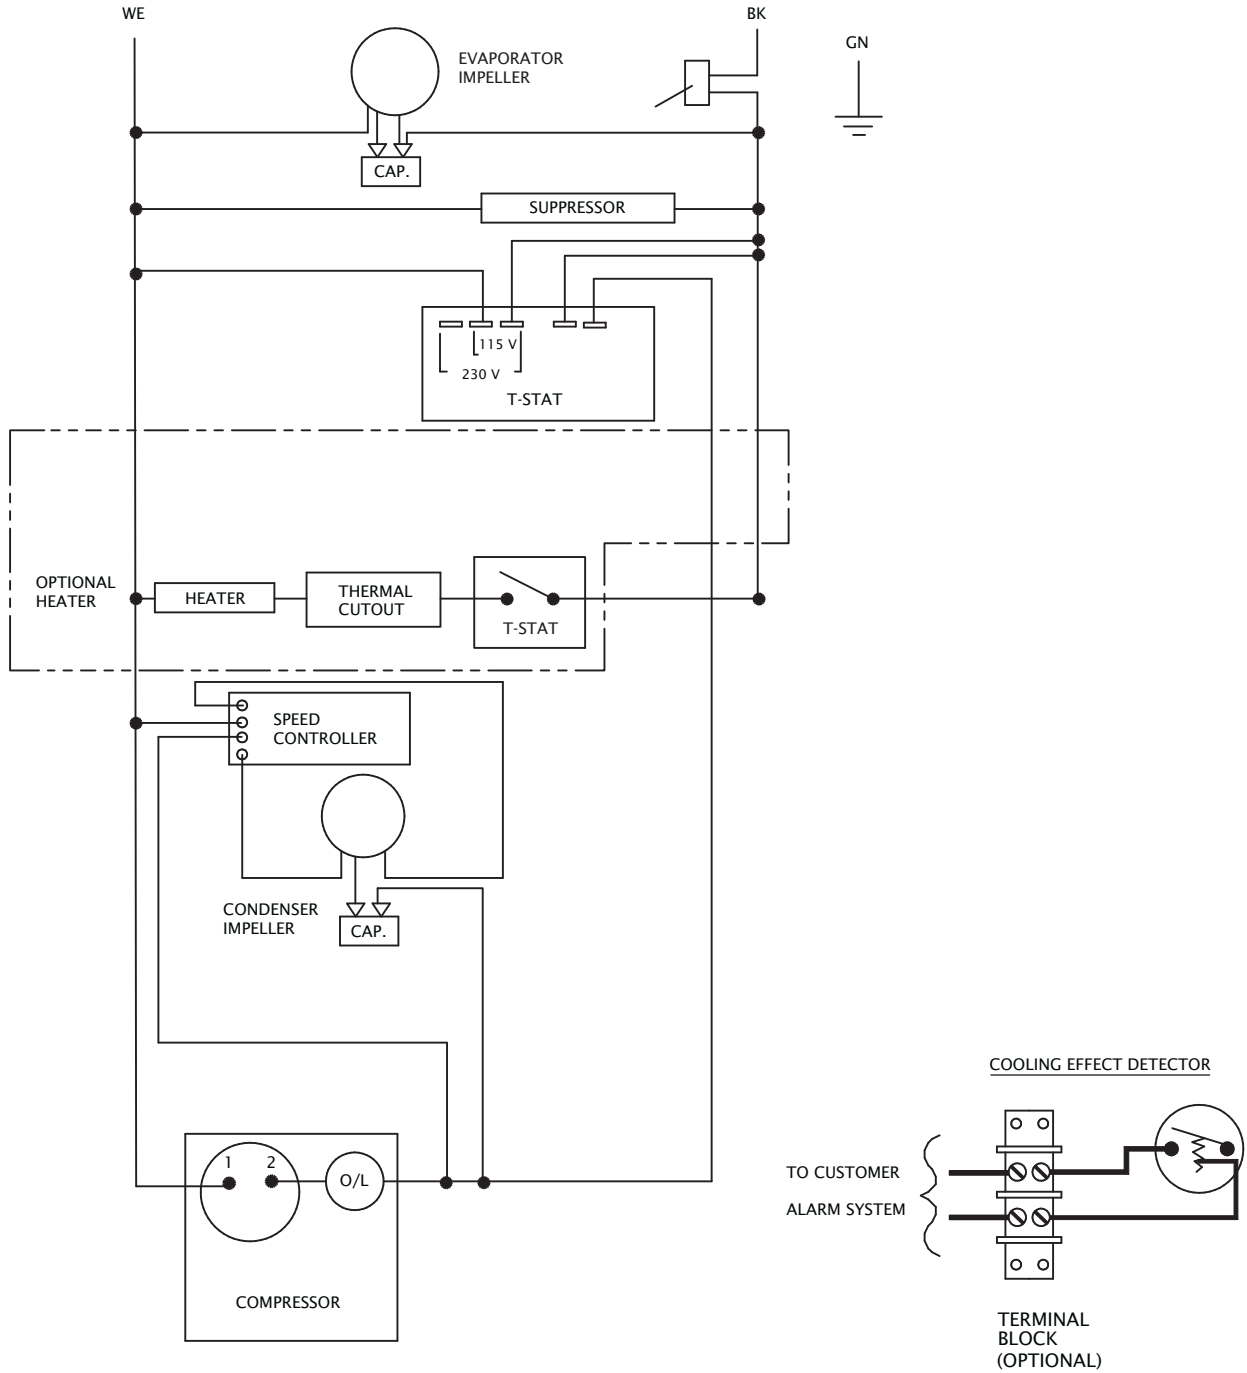 WE
BK
GN
EVAPORATOR
IMPELLER
CAP.
SUPPRESSOR
115 V
230 V
T-STAT
OPTIONAL
HEATER
HEATER
THERMAL
CUTOUT
T-STAT
SPEED
CONTROLLER
CONDENSER
IMPELLER
CAP.
1
2
O/L
COMPRESSOR
COOLING EFFECT DETECTOR
TO CUSTOMER
ALARM SYSTEM
TERMINAL
BLOCK
(OPTIONAL)